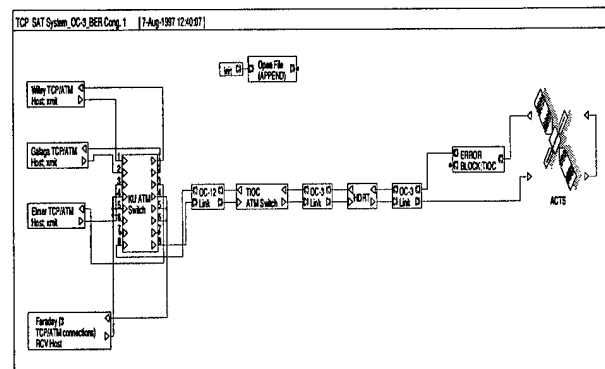 TCP SAT System_OC-3_BER Cong. 1 [7-Aug-1997 12:40:07]
Init
Open File
(APPEND)
Wiley TCP/ATM
Host: xmit
Galaga TCP/ATM
Host: xmit
Elmer TCP/ATM
Host: xmit
KU ATM
Switch
OC-12
Link
TIOC
ATM Switch
OC-3
Link
HDRT
OC-3
Link
ERROR
BLOCK:TIOC
ACTS
Faraday (3
TCP/ATM connections)
RCV Host